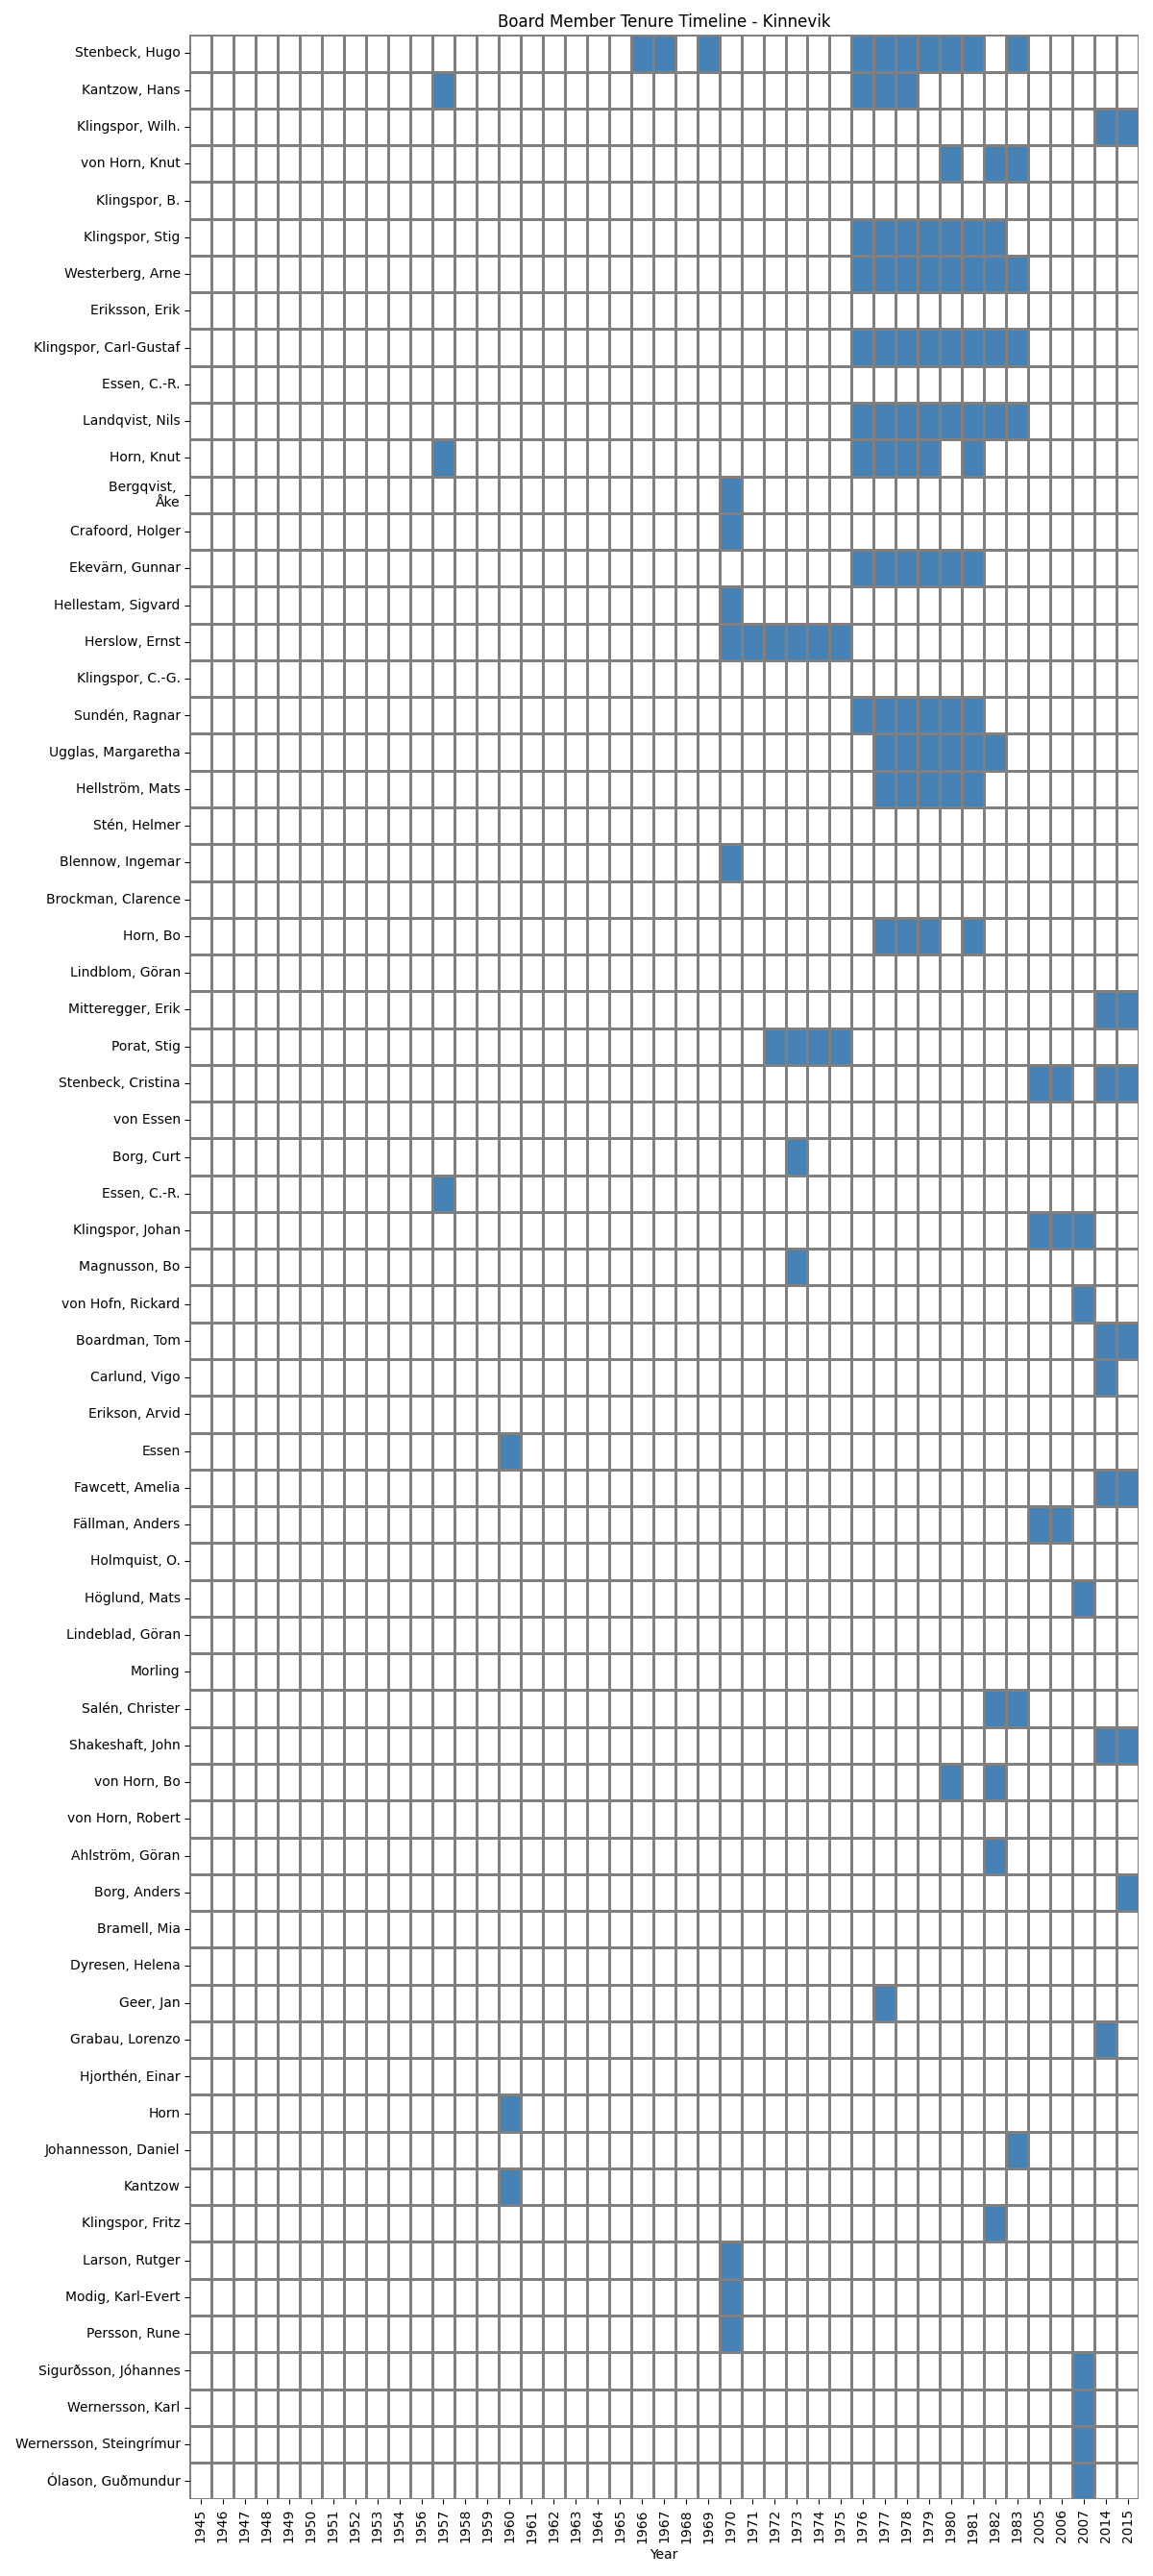 Board Member Tenure Timeline - Kinnevik
Stenbeck, Hugo
Kantzow, Hans
Klingspor, Wilh.
von Horn, Knut
Klingspor, B.
Klingspor, Stig
Westerberg, Arne
Eriksson, Erik
Klingspor, Carl-Gustaf
Essen, C.-R.
Landqvist, Nils
Horn, Knut
Bergqvist,
Åke
Crafoord, Holger
Ekevärn, Gunnar
Hellestam, Sigvard
Herslow, Ernst
Klingspor, C.-G.
Sundén, Ragnar
Ugglas, Margaretha
Hellström, Mats
Stén, Helmer
Blennow, Ingemar
Brockman, Clarence
Horn, Bo
Lindblom, Göran
Mitteregger, Erik
Porat, Stig
Stenbeck, Cristina
von Essen
Borg, Curt
Essen, C.-R.
Klingspor, Johan
Magnusson, Bo
von Hofn, Rickard
Boardman, Tom
Carlund, Vigo
Erikson, Arvid
Essen
Fawcett, Amelia
Fällman, Anders
Holmquist, O.
Höglund, Mats
Lindeblad, Göran
Morling
Salén, Christer
Shakeshaft, John
von Horn, Bo
von Horn, Robert
Ahlström, Göran
Borg, Anders
Bramell, Mia
Dyresen, Helena
Geer, Jan
Grabau, Lorenzo
Hjorthén, Einar
Horn
Johannesson, Daniel
Kantzow
Klingspor, Fritz
Larson, Rutger
Modig, Karl-Evert
Persson, Rune
Sigurðsson, Jóhannes
Wernersson, Karl
Wernersson, Steingrímur
Ólason, Guðmundur
1945 1946 1947 1948 1949 1950 1951 1952 1953 1954 1956 1957 1958 1959 1960 1961 1962 1963 1964 1965 1966 1967 1968 1969 1970 1971 1972 1973 1974 1975 1976 1977 1978 1979 1980 1981 1982 1983 2005 2006 2007 2014 2015
Year